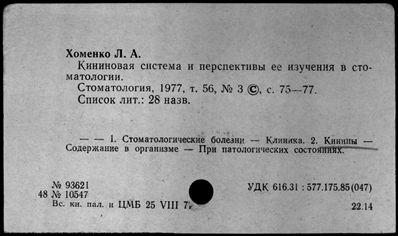 Хоменко Л. А.
Кининовая система и перспективы ее изучения в сто-
матологии.
Стоматология, 1977, т. 56, № 3 ©, с. 75—77.
Список лит.: 28 назв.
— — 1. Стоматологические болезни — Клиника. 2. Кинины —
Содержание в организме — При патологических состояниях.
№ 93621
УДК 616.31 : 577.175.85 (047)
48 № 10547
Вс. кн. пал. и ЦМБ 25 VIII 77
22.14